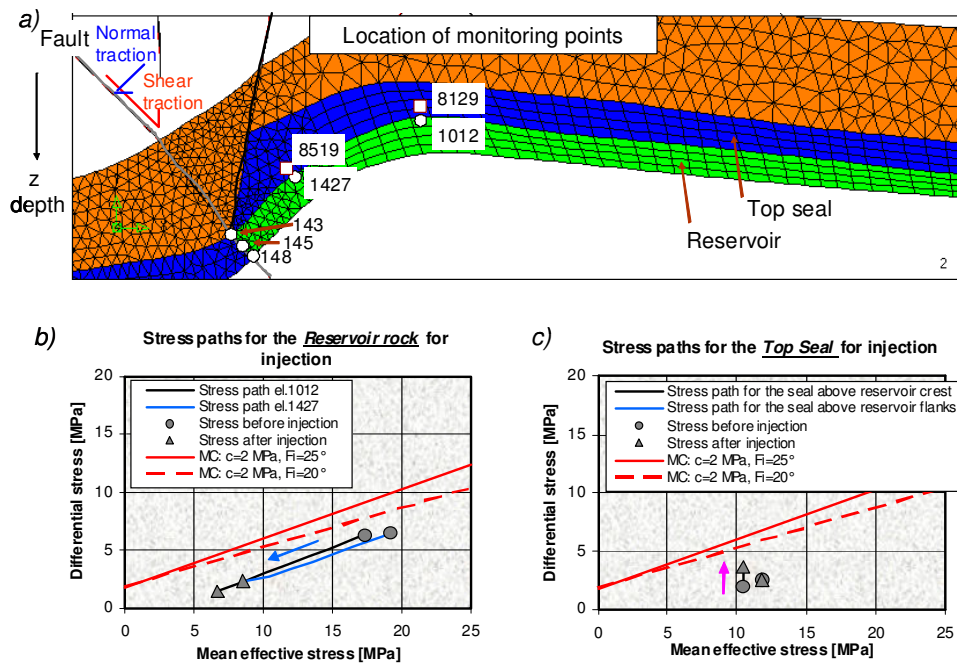 a)
Location of monitoring points
Fault
Normal
traction
Shear
traction
8129
1012
8519
1427
z
depth
143
145
148
Top seal
Reservoir
2
b)
Stress paths for the Reservoir rock for
injection
Differential stress [MPa]
20
15
10
5
0
Stress path el.1012
Stress path el.1427
Stress before injection
Stress after injection
MC: c=2 MPa, Fi=25°
MC: c=2 MPa, Fi=20°
0 5 10 15 20 25
Mean effective stress [MPa]
c)
Stress paths for the Top Seal for injection
Differential stress [MPa]
20
15
10
5
0
Stress path for the seal above reservoir crest
Stress path for the seal above reservoir flanks
Stress before injection
Stress after injection
MC: c=2 MPa, Fi=25°
MC: c=2 MPa, Fi=20°
0 5 10 15 20 25
Mean effective stress [MPa]